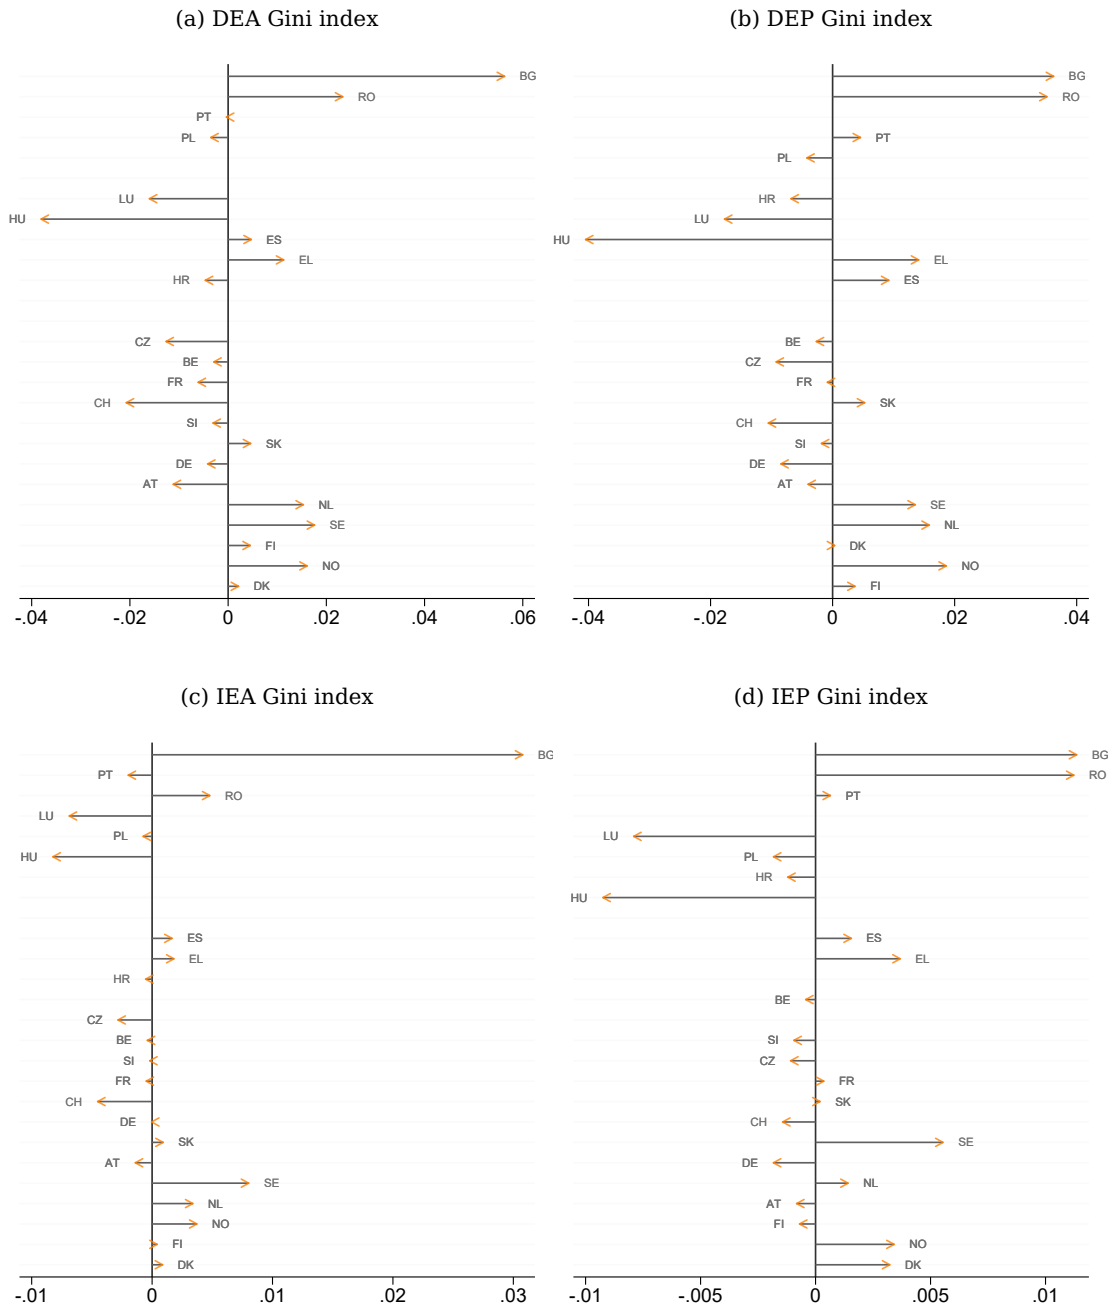 (a) DEA Gini index
BG
RO
PT
PL
LU
HU
ES
EL
HR
CZ
BE
FR
CH
SI
SK
DE
AT
NL
SE
FI
NO
DK
-.04 -.02 0 .02 .04 .06
(b) DEP Gini index
BG
RO
PT
PL
HR
LU
HU
EL
ES
BE
CZ
FR
SK
CH
SI
DE
AT
SE
NL
DK
NO
FI
-.04 -.02 0 .02 .04
(c) IEA Gini index
BG
PT
RO
LU
PL
HU
ES
EL
HR
CZ
BE
SI
FR
CH
DE
SK
AT
SE
NL
NO
FI
DK
-.01 0 .01 .02 .03
(d) IEP Gini index
BG
RO
PT
LU
PL
HR
HU
ES
EL
BE
SI
CZ
FR
SK
CH
SE
DE
NL
AT
FI
NO
DK
-.01 -.005 0 .005 .01